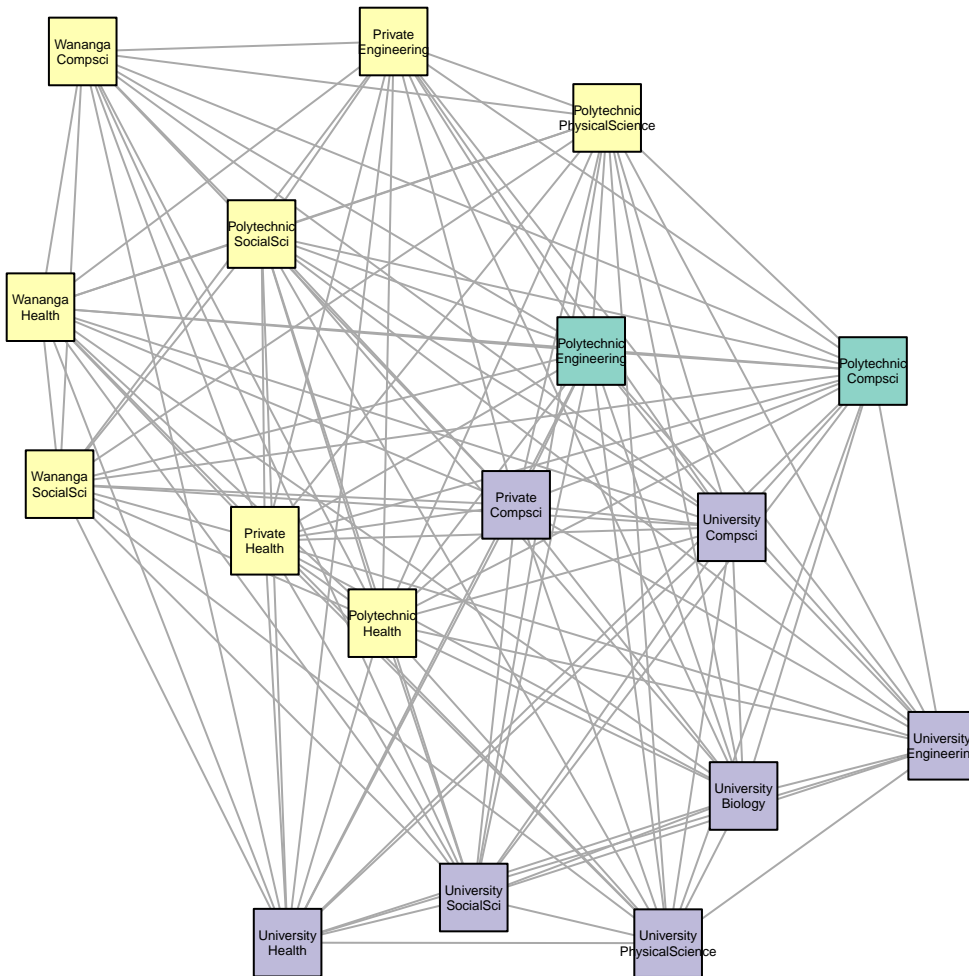 Wananga
Compsci
Private
Engineering
Polytechnic
PhysicalScience
Polytechnic
SocialSci
Wananga
Health
Polytechnic
Engineering
Polytechnic
Compsci
Wananga
SocialSci
Private
Compsci
University
Compsci
Private
Health
Polytechnic
Health
University
Engineering
University
Biology
University
SocialSci
University
Health
University
PhysicalScience